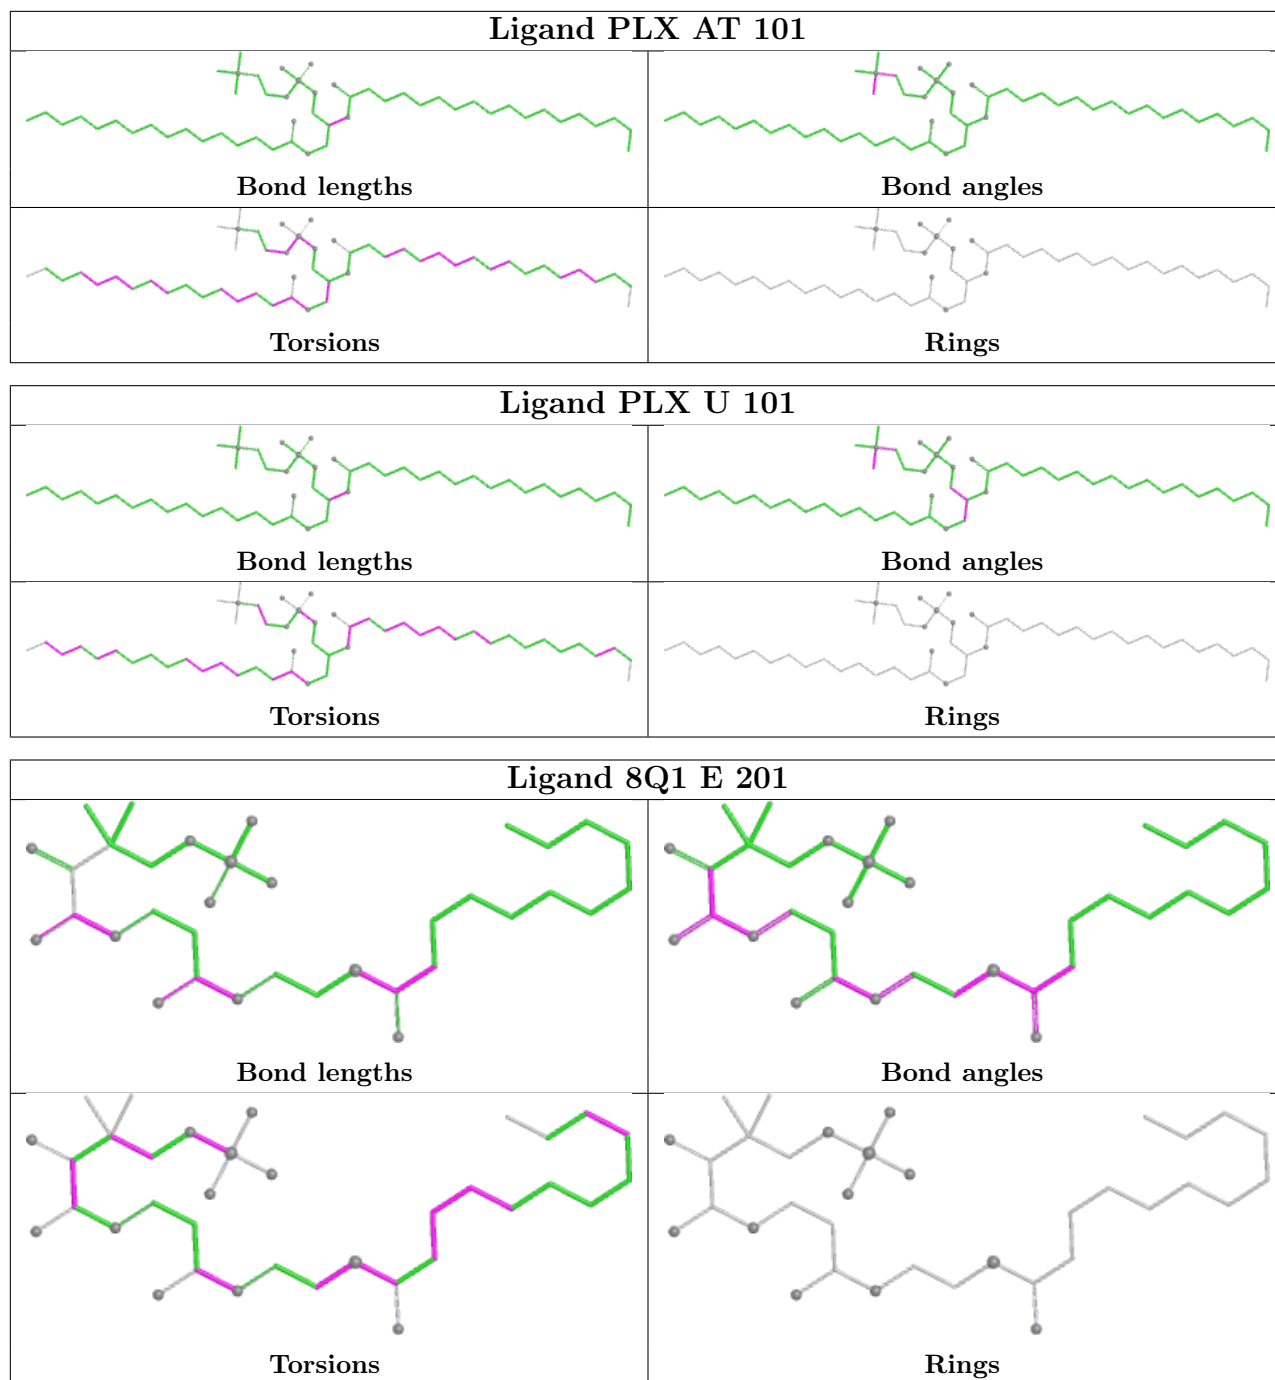 Ligand PLX AT 101
Bond lengths
Bond angles
Torsions
Rings
Ligand PLX U 101
Bond lengths
Bond angles
Torsions
Rings
Ligand 8Q1 E 201
Bond lengths
Bond angles
Torsions
Rings